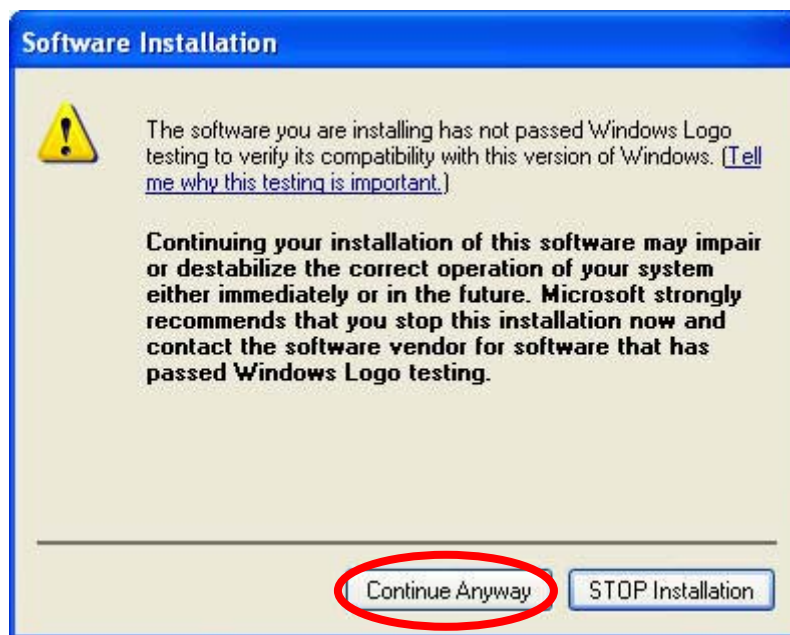 Software Installation
The software you are installing has not passed Windows Logo
testing to verify its compatibility with this version of Windows. (Tell
me why this testing is important.)
Continuing your installation of this software may impair
or destabilize the correct operation of your system
either immediately or in the future. Microsoft strongly
recommends that you stop this installation now and
contact the software vendor for software that has
passed Windows Logo testing.
Continue Anyway
STOP Installation